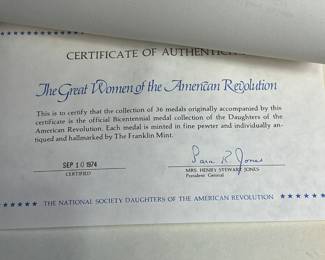 CERTIFICATE OF AUTHENTIC
The Great Women of the American Revolution
This is to certify that the collection of 36 medals originally accompanied by this
certificate is the official Bicentennial medal collection of the Daughters of the
American Revolution. Each medal is minted in fine pewter and individually an-
tiqued and hallmarked by The Franklin Mint.
SEP 10 1974
CERTIFIED
Sara R. Jones
MRS. HENRY STEWART JONES
President General
THE NATIONAL SOCIETY DAUGHTERS OF THE AMERICAN REVOLUTION